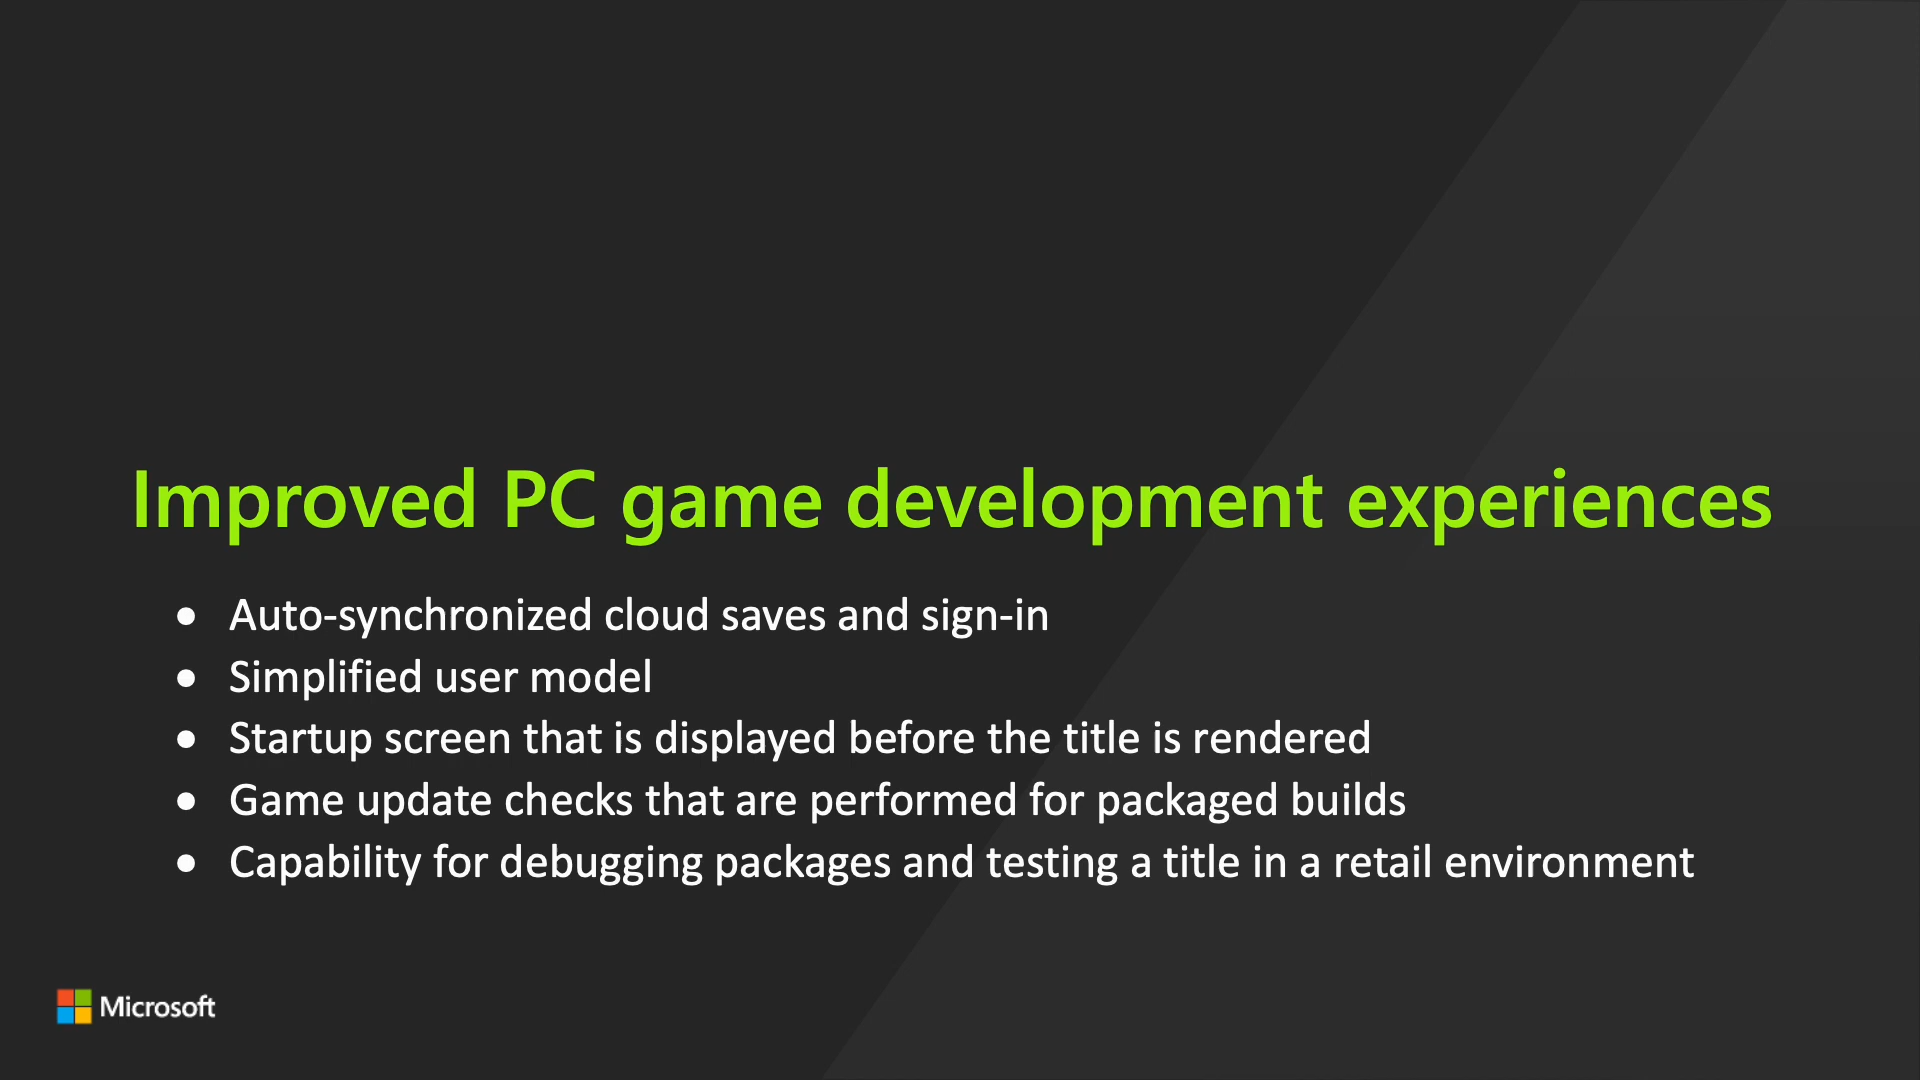 Improved PC game development experiences
● Auto-synchronized cloud saves and sign-in
● Simplified user model
● Startup screen that is displayed before the title is rendered
● Game update checks that are performed for packaged builds
● Capability for debugging packages and testing a title in a retail environment
Microsoft